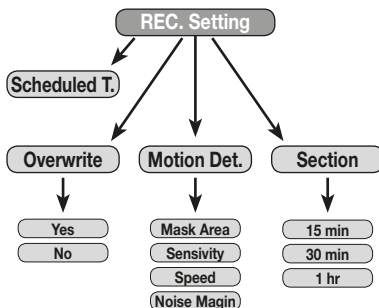 REC. Setting
Scheduled T.
Overwrite
Motion Det.
Section
Yes
No
Mask Area
Sensivity
Speed
Noise Magin
15 min
30 min
1 hr